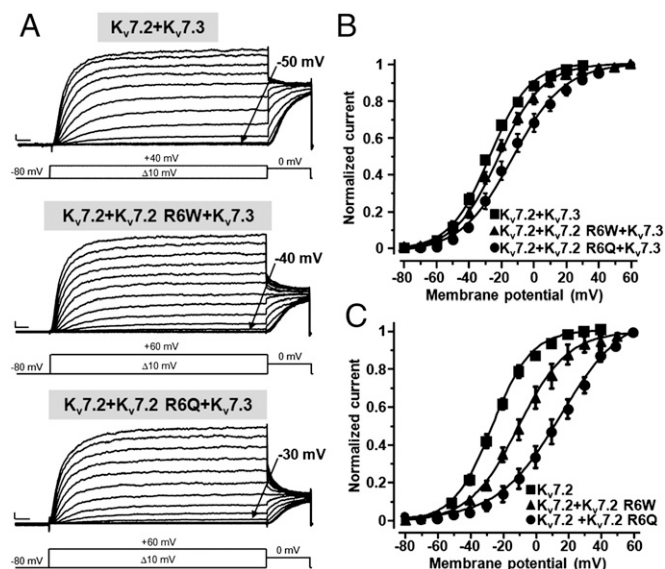 A
Kv7.2+Kv7.3
-50 mV
+40 mV
-80 mV
Δ10 mV
0 mV
Kv7.2+Kv7.2 R6W+Kv7.3
-40 mV
+60 mV
-80 mV
Δ10 mV
0 mV
Kv7.2+Kv7.2 R6Q+Kv7.3
-30 mV
+60 mV
-80 mV
Δ10 mV
0 mV
B
Normalized current
1
0.8
0.6
0.4
0.2
0
Kv7.2+Kv7.3
Kv7.2+Kv7.2 R6W+Kv7.3
Kv7.2+Kv7.2 R6Q+Kv7.3
-80 -60 -40 -20 0 20 40 60
Membrane potential (mV)
C
Normalized current
1
0.8
0.6
0.4
0.2
0
Kv7.2
Kv7.2+Kv7.2 R6W
Kv7.2 +Kv7.2 R6Q
-80 -60 -40 -20 0 20 40 60
Membrane potential (mV)